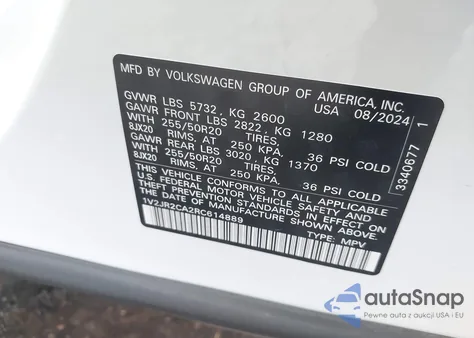 MFD BY VOLKSWAGEN GROUP OF AMERICA, INC.
USA 08/2024
GVWR LBS 5732, KG 2600
GAWR FRONT LBS 2822, KG 1280
WITH 255/50R20 TIRES,
8JX20 RIMS, AT 250 KPA, 36 PSI COLD
GAWR REAR LBS 3020, KG 1370
WITH 255/50R20 TIRES,
8JX20 RIMS, AT 250 KPA, 36 PSI COLD
THIS VEHICLE CONFORMS TO ALL APPLICABLE
U.S. FEDERAL MOTOR VEHICLE SAFETY AND
BUMPER STANDARDS IN EFFECT ON THE DATE OF
MANUFACTURE SHOWN ABOVE.
1V2JR2CA2RC614889
TYPE: MPV
3340677 1
autoSnap
Pewne auta z aukcji USA i EU